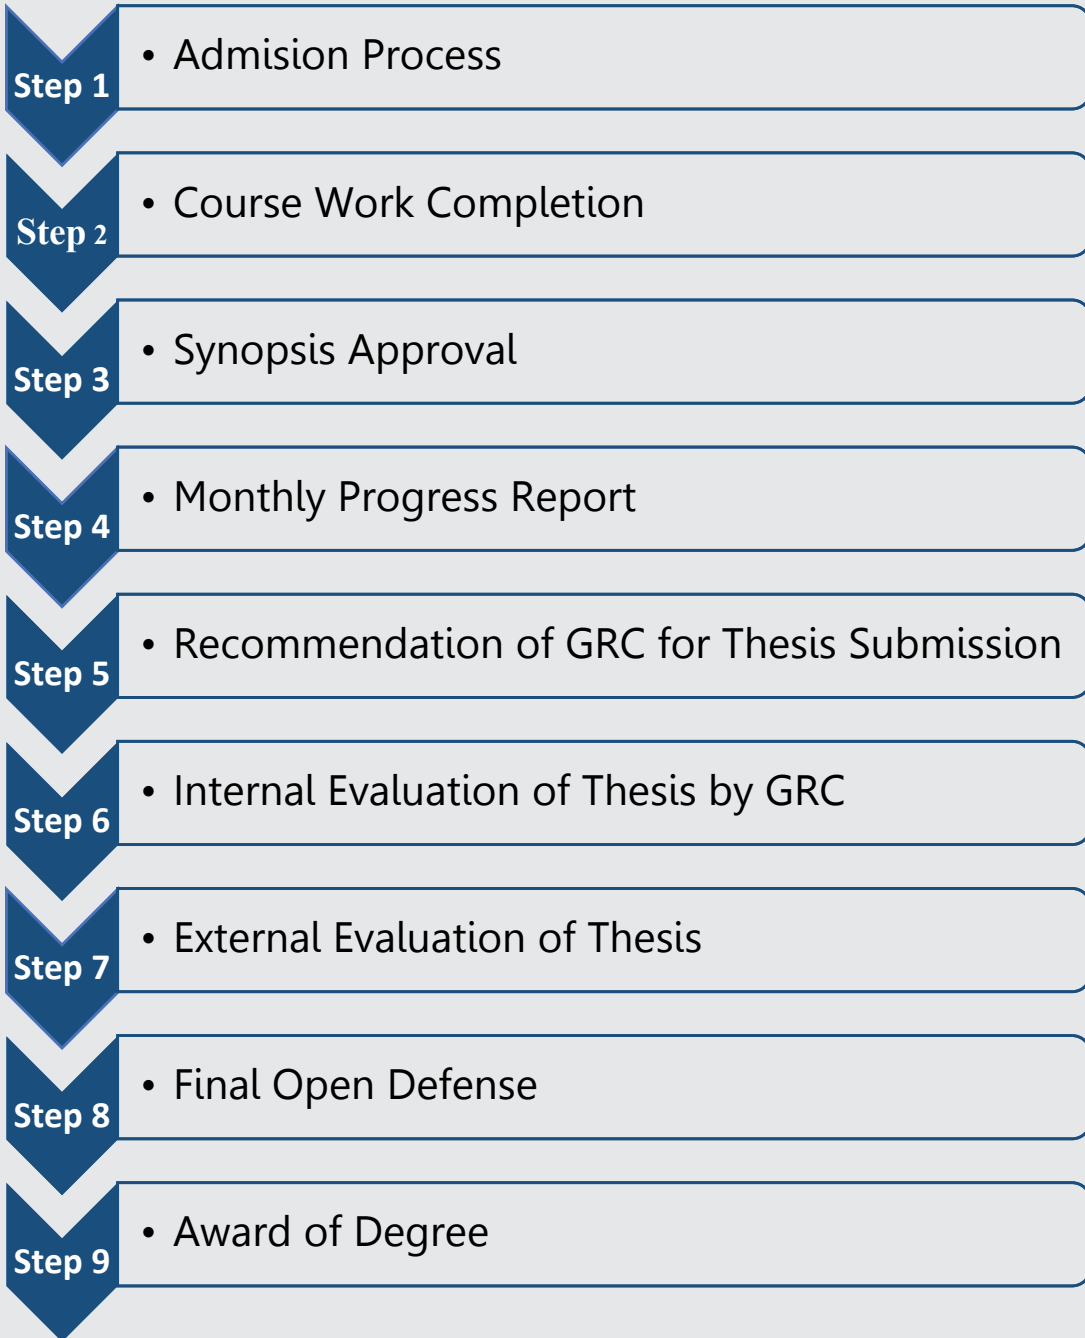 Step 1
• Admision Process
Step 2
• Course Work Completion
Step 3
• Synopsis Approval
Step 4
• Monthly Progress Report
Step 5
• Recommendation of GRC for Thesis Submission
Step 6
• Internal Evaluation of Thesis by GRC
Step 7
• External Evaluation of Thesis
Step 8
• Final Open Defense
Step 9
• Award of Degree